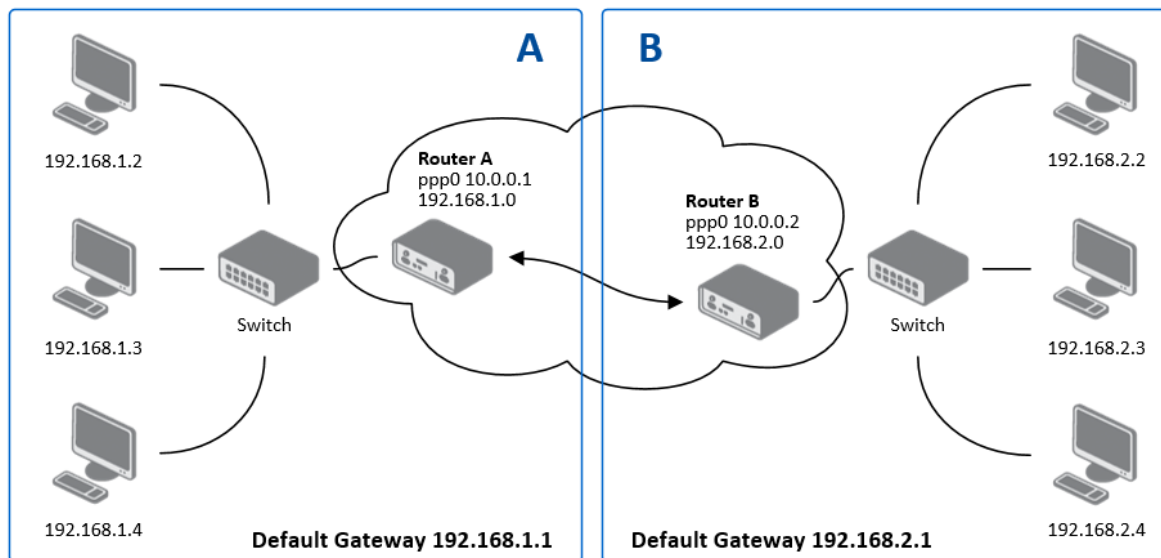 A
192.168.1.2
192.168.1.3
192.168.1.4
Switch
Router A
ppp0 10.0.0.1
192.168.1.0
Default Gateway 192.168.1.1
B
Router B
ppp0 10.0.0.2
192.168.2.0
Switch
192.168.2.2
192.168.2.3
192.168.2.4
Default Gateway 192.168.2.1